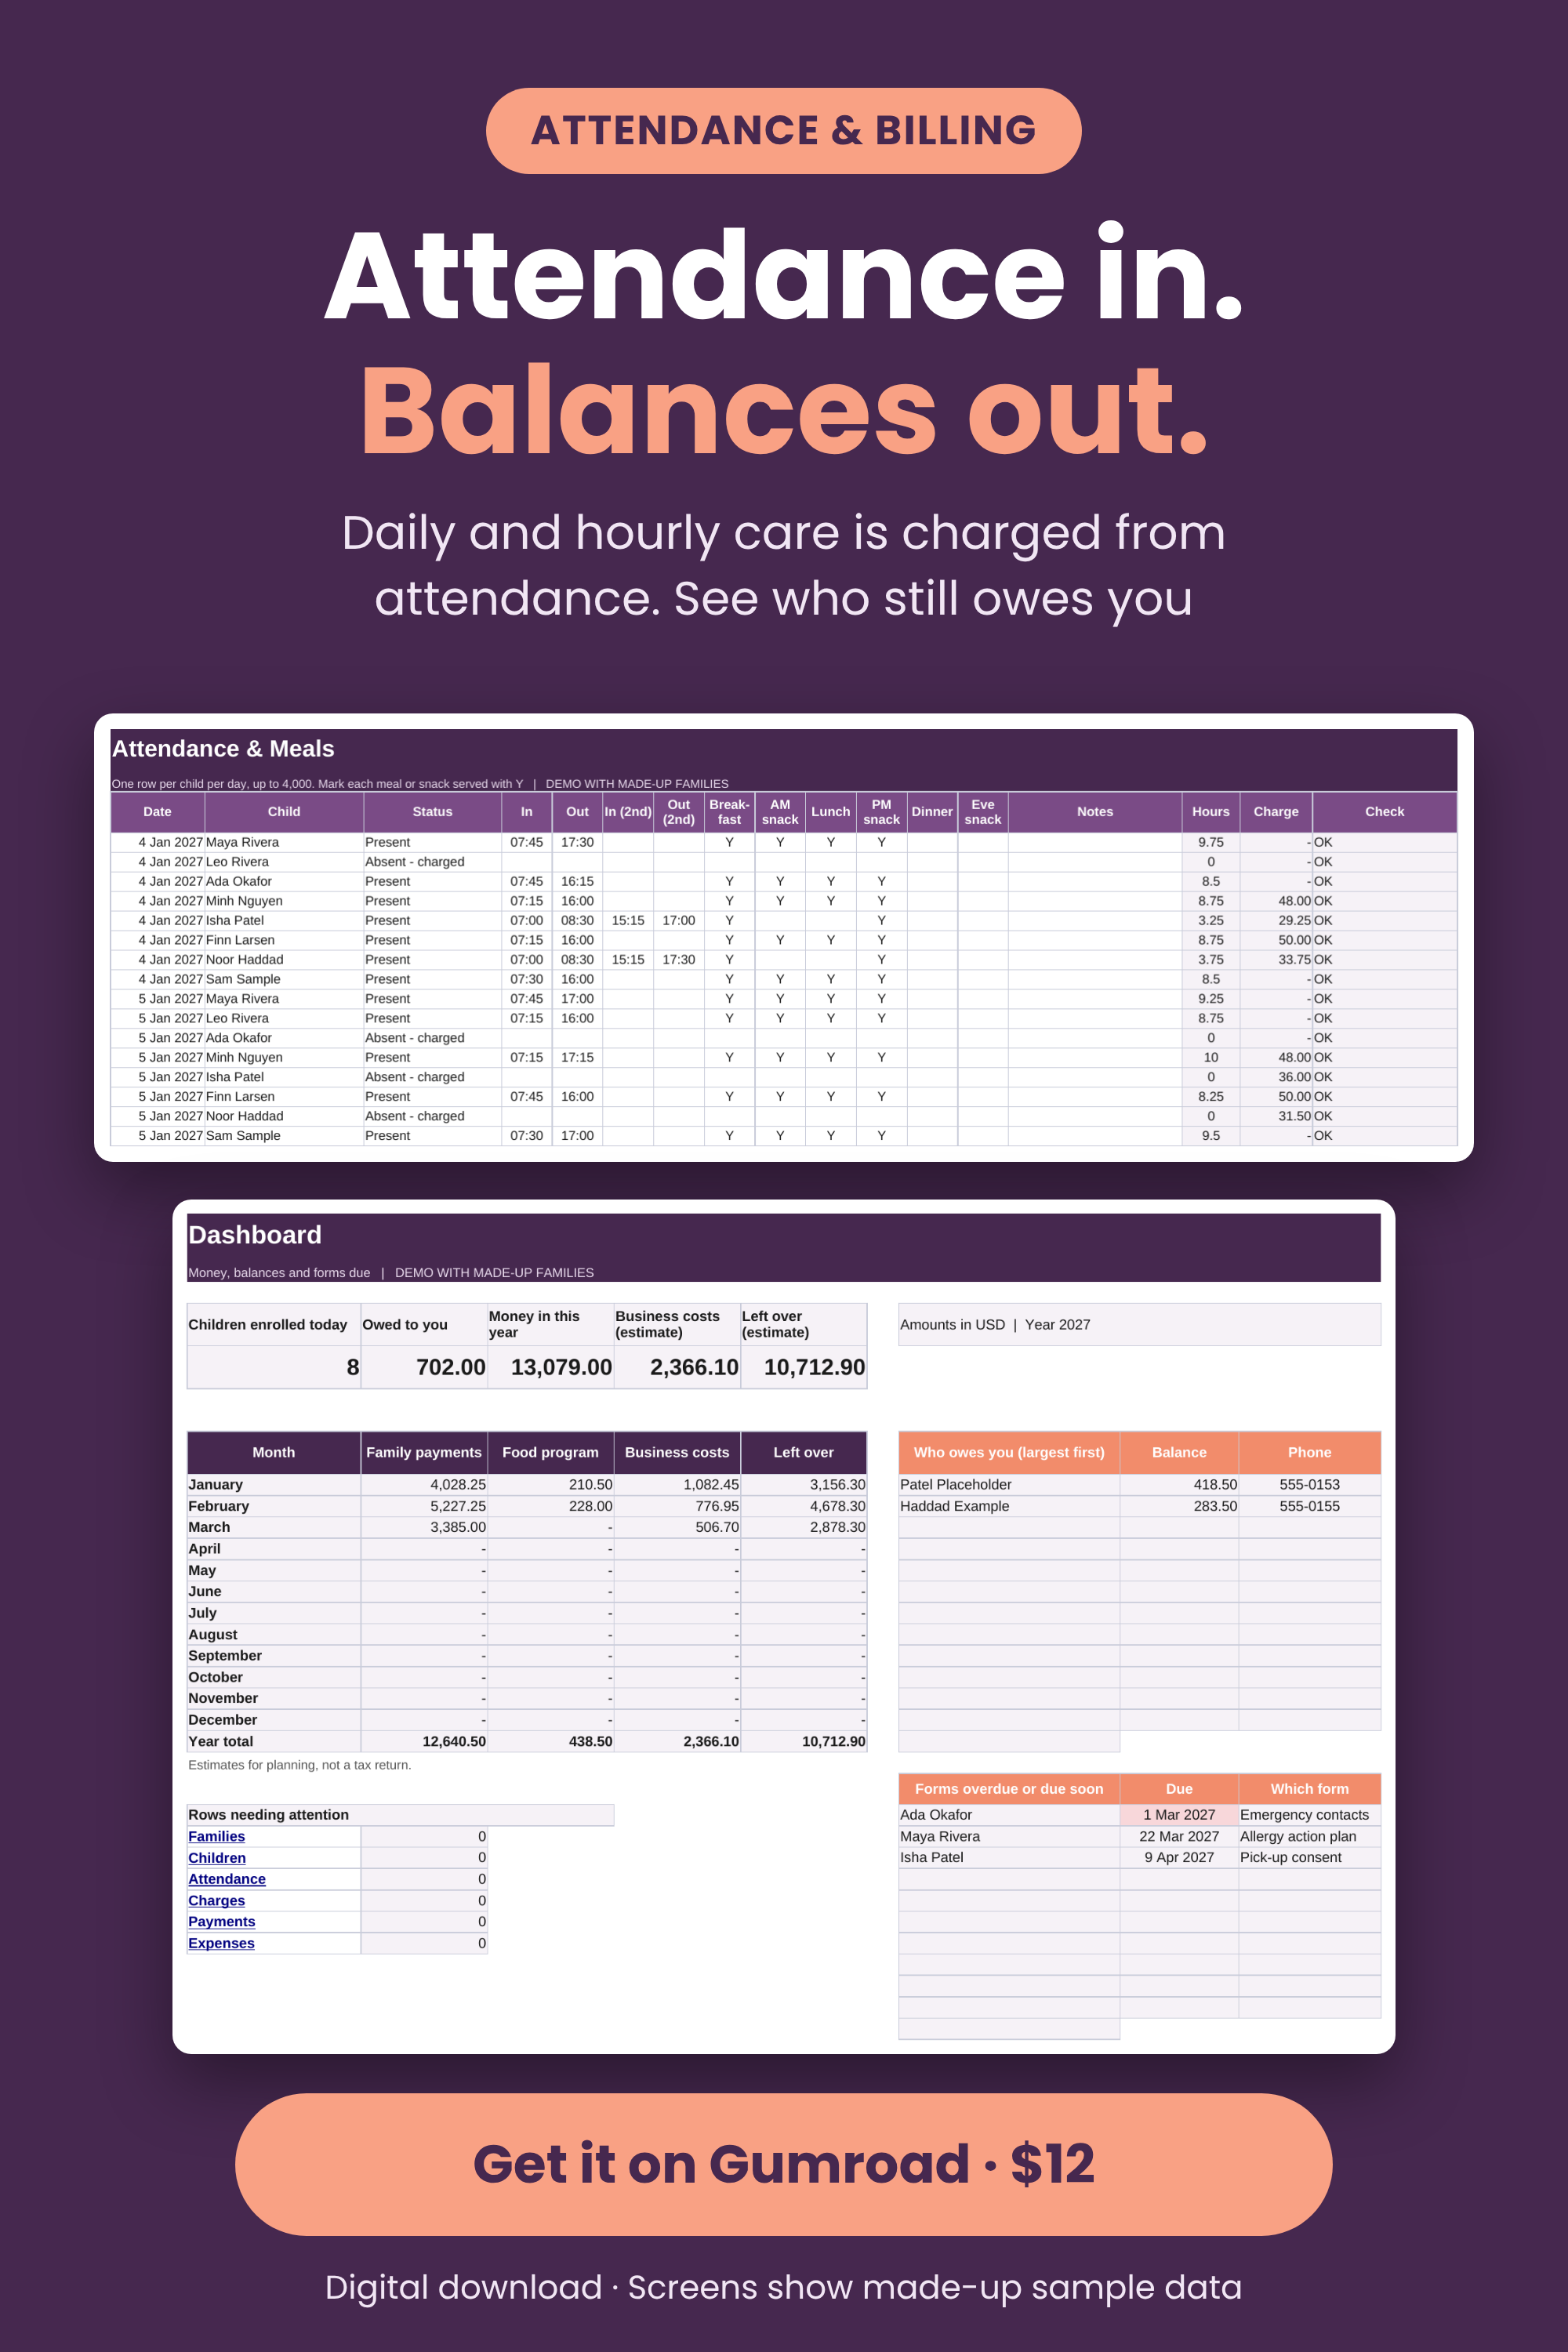 ATTENDANCE & BILLING
Attendance in.
Balances out.
Daily and hourly care is charged from
attendance. See who still owes you
Attendance & Meals
One row per child per day, up to 4,000. Mark each meal or snack served with Y | DEMO WITH MADE-UP FAMILIES
Date Child Status In Out In (2nd) Out (2nd) Break-fast AM snack Lunch PM snack Dinner Eve snack Notes Hours Charge Check
4 Jan 2027 Maya Rivera Present 07:45 17:30 Y Y Y Y 9.75 - OK
4 Jan 2027 Leo Rivera Absent - charged 0 - OK
4 Jan 2027 Ada Okafor Present 07:45 16:15 Y Y Y Y 8.5 - OK
4 Jan 2027 Minh Nguyen Present 07:15 16:00 Y Y Y Y 8.75 48.00 OK
4 Jan 2027 Isha Patel Present 07:00 08:30 15:15 17:00 Y Y 3.25 29.25 OK
4 Jan 2027 Finn Larsen Present 07:15 16:00 Y Y Y Y 8.75 50.00 OK
4 Jan 2027 Noor Haddad Present 07:00 08:30 15:15 17:30 Y Y 3.75 33.75 OK
4 Jan 2027 Sam Sample Present 07:30 16:00 Y Y Y Y 8.5 - OK
5 Jan 2027 Maya Rivera Present 07:45 17:00 Y Y Y Y 9.25 - OK
5 Jan 2027 Leo Rivera Present 07:15 16:00 Y Y Y Y 8.75 - OK
5 Jan 2027 Ada Okafor Absent - charged 0 - OK
5 Jan 2027 Minh Nguyen Present 07:15 17:15 Y Y Y Y 10 48.00 OK
5 Jan 2027 Isha Patel Absent - charged 0 36.00 OK
5 Jan 2027 Finn Larsen Present 07:45 16:00 Y Y Y Y 8.25 50.00 OK
5 Jan 2027 Noor Haddad Absent - charged 0 31.50 OK
5 Jan 2027 Sam Sample Present 07:30 17:00 Y Y Y Y 9.5 - OK
Dashboard
Money, balances and forms due | DEMO WITH MADE-UP FAMILIES
Children enrolled today Owed to you Money in this year Business costs (estimate) Left over (estimate)
8 702.00 13,079.00 2,366.10 10,712.90
Amounts in USD | Year 2027
Month Family payments Food program Business costs Left over
January 4,028.25 210.50 1,082.45 3,156.30
February 5,227.25 228.00 776.95 4,678.30
March 3,385.00 - 506.70 2,878.30
April - - - -
May - - - -
June - - - -
July - - - -
August - - - -
September - - - -
October - - - -
November - - - -
December - - - -
Year total 12,640.50 438.50 2,366.10 10,712.90
Estimates for planning, not a tax return.
Who owes you (largest first) Balance Phone
Patel Placeholder 418.50 555-0153
Haddad Example 283.50 555-0155
Rows needing attention
Families 0
Children 0
Attendance 0
Charges 0
Payments 0
Expenses 0
Forms overdue or due soon Due Which form
Ada Okafor 1 Mar 2027 Emergency contacts
Maya Rivera 22 Mar 2027 Allergy action plan
Isha Patel 9 Apr 2027 Pick-up consent
Get it on Gumroad · $12
Digital download · Screens show made-up sample data